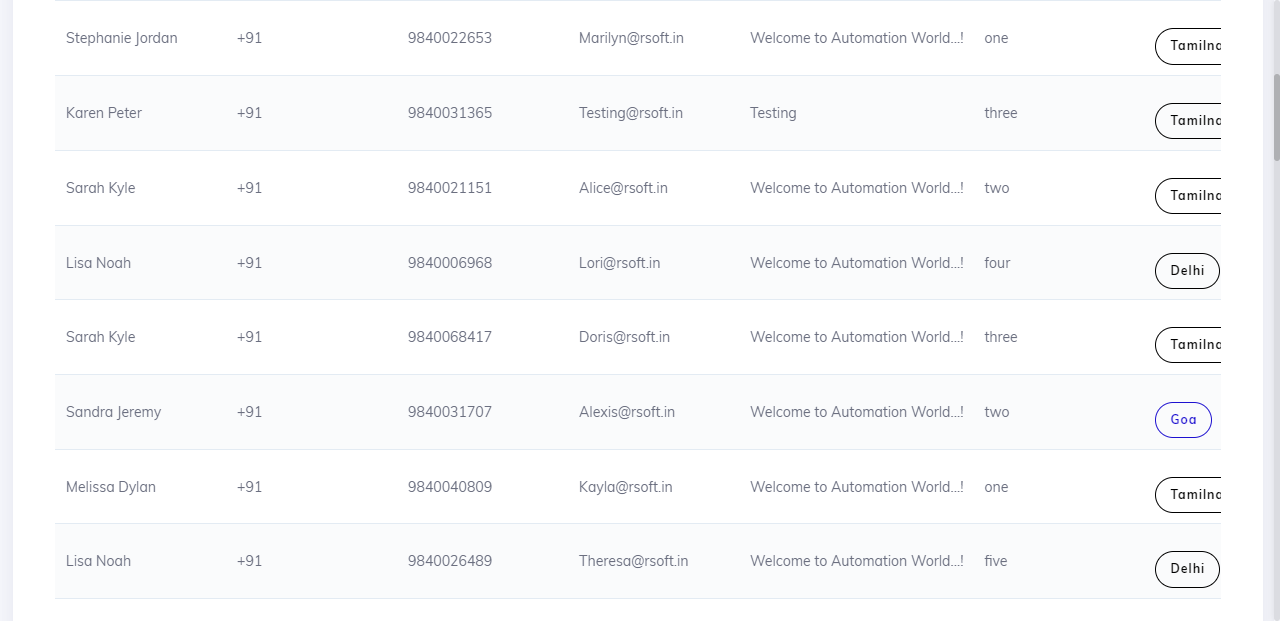 Stephanie Jordan +91 9840022653 Marilyn@rsoft.in Welcome to Automation World...! one
Karen Peter +91 9840031365 Testing@rsoft.in Testing three
Sarah Kyle +91 9840021151 Alice@rsoft.in Welcome to Automation World...! two
Lisa Noah +91 9840006968 Lori@rsoft.in Welcome to Automation World...! four Delhi
Sarah Kyle +91 9840068417 Doris@rsoft.in Welcome to Automation World...! three
Sandra Jeremy +91 9840031707 Alexis@rsoft.in Welcome to Automation World...! two Goa
Melissa Dylan +91 9840040809 Kayla@rsoft.in Welcome to Automation World...! one
Lisa Noah +91 9840026489 Theresa@rsoft.in Welcome to Automation World...! five Delhi